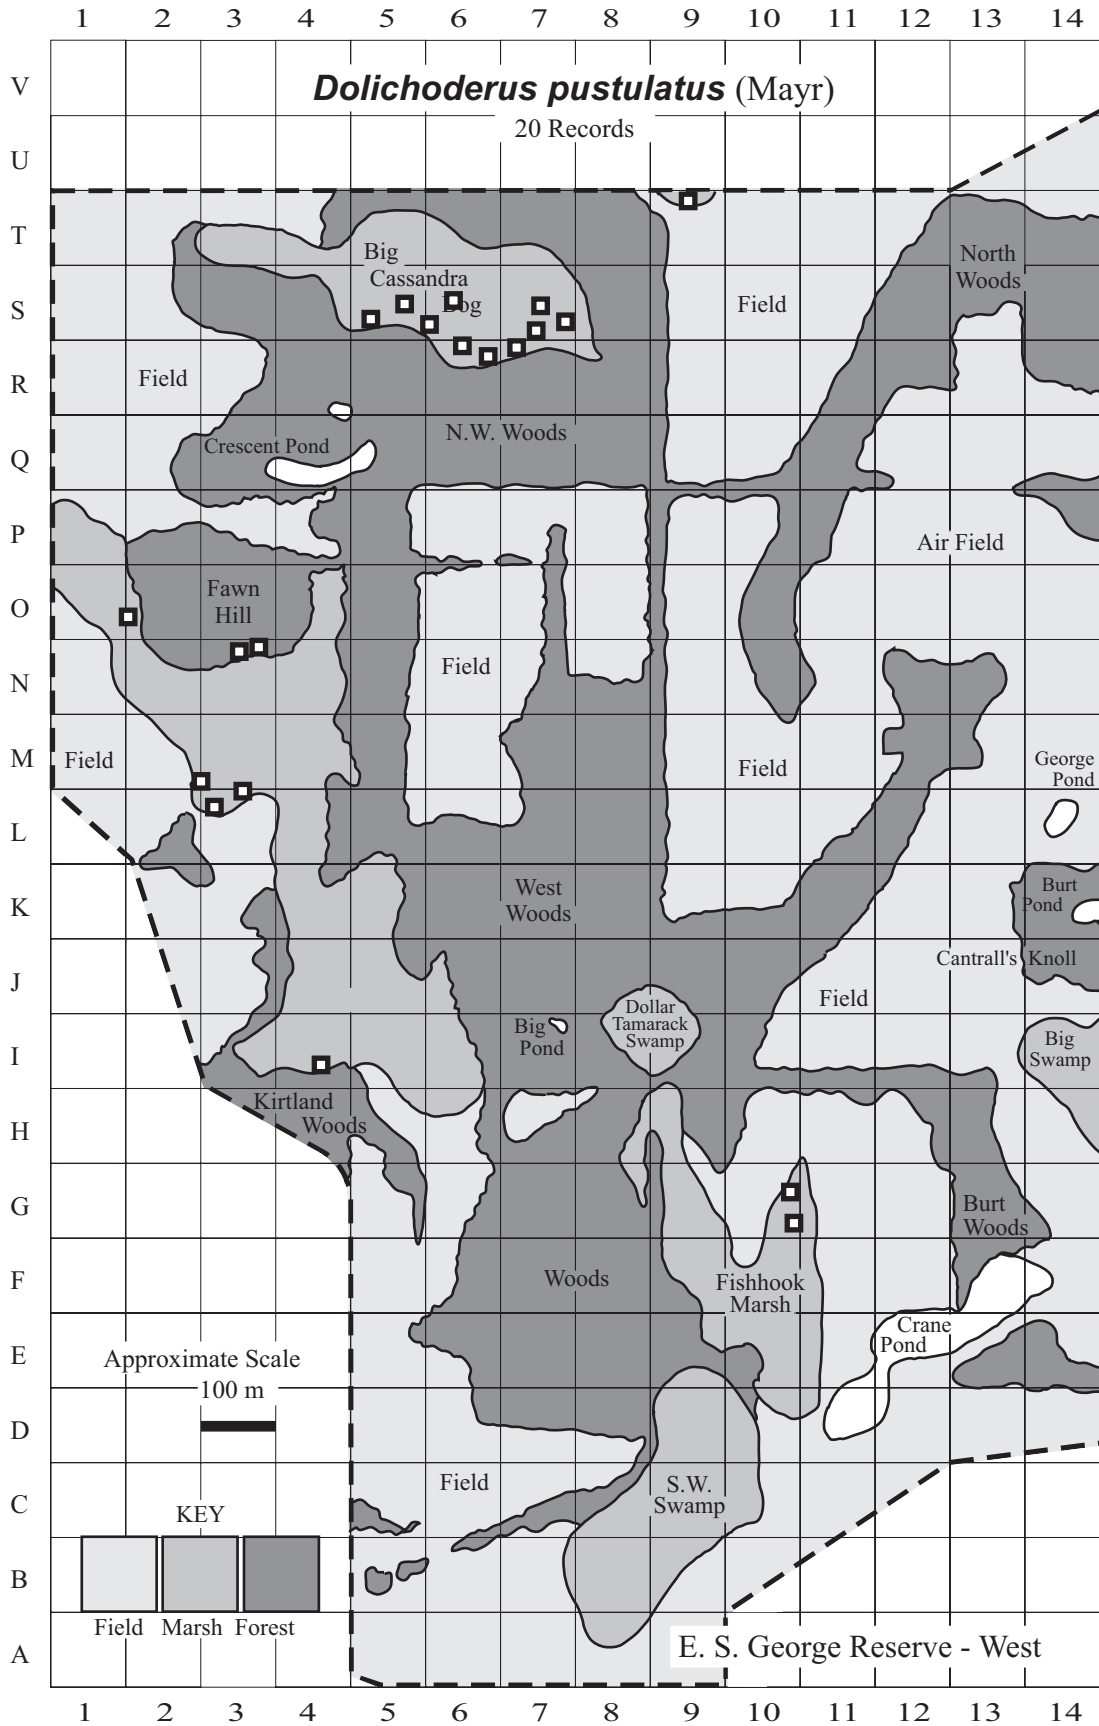 1 2 3 4 5 6 7 8 9 10 11 12 13 14
V
Dolichoderus pustulatus (Mayr)
20 Records
U
T
Big
Cassandra
Bog
North
Woods
S
Field
R
Field
N.W. Woods
Crescent Pond
Q
P
Air Field
O
Fawn
Hill
N
Field
M
Field
Field
George
Pond
L
K
West
Woods
Burt
Pond
J
Cantrall's Knoll
Field
Dollar
Tamarack
Swamp
I
Big
Pond
Big
Swamp
H
Kirtland
Woods
G
Burt
Woods
F
Woods
Fishhook
Marsh
E
Crane
Pond
Approximate Scale
100 m
D
C
Field
S.W.
Swamp
KEY
B
Field Marsh Forest
A
E. S. George Reserve - West
1 2 3 4 5 6 7 8 9 10 11 12 13 14